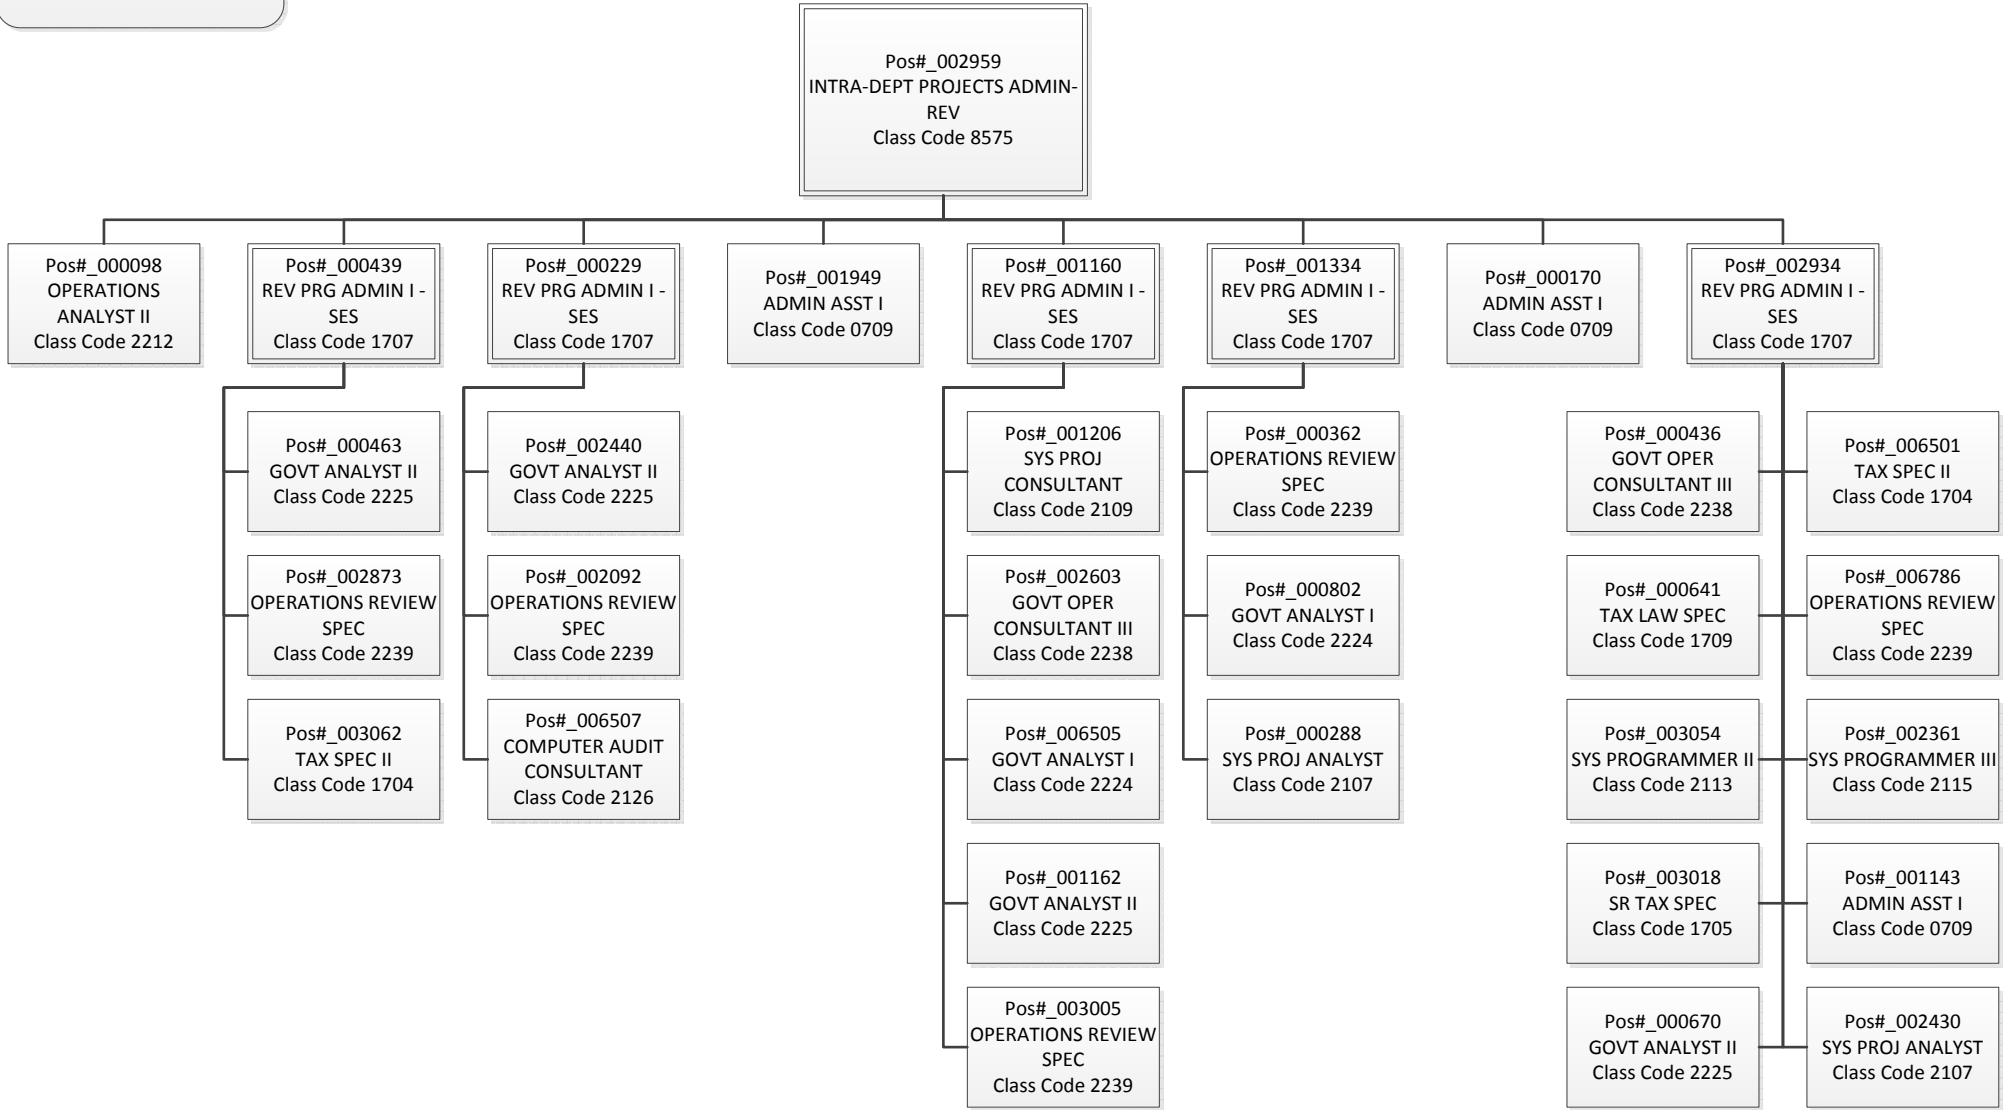 Pos#_002959
INTRA-DEPT PROJECTS ADMIN-
REV
Class Code 8575
Pos#_000098
OPERATIONS
ANALYST II
Class Code 2212
Pos#_000439
REV PRG ADMIN I -
SES
Class Code 1707
Pos#_000229
REV PRG ADMIN I -
SES
Class Code 1707
Pos#_001949
ADMIN ASST I
Class Code 0709
Pos#_001160
REV PRG ADMIN I -
SES
Class Code 1707
Pos#_001334
REV PRG ADMIN I -
SES
Class Code 1707
Pos#_000170
ADMIN ASST I
Class Code 0709
Pos#_002934
REV PRG ADMIN I -
SES
Class Code 1707
Pos#_000463
GOVT ANALYST II
Class Code 2225
Pos#_002440
GOVT ANALYST II
Class Code 2225
Pos#_001206
SYS PROJ
CONSULTANT
Class Code 2109
Pos#_000362
OPERATIONS REVIEW
SPEC
Class Code 2239
Pos#_000436
GOVT OPER
CONSULTANT III
Class Code 2238
Pos#_006501
TAX SPEC II
Class Code 1704
Pos#_002873
OPERATIONS REVIEW
SPEC
Class Code 2239
Pos#_002092
OPERATIONS REVIEW
SPEC
Class Code 2239
Pos#_002603
GOVT OPER
CONSULTANT III
Class Code 2238
Pos#_000802
GOVT ANALYST I
Class Code 2224
Pos#_000641
TAX LAW SPEC
Class Code 1709
Pos#_006786
OPERATIONS REVIEW
SPEC
Class Code 2239
Pos#_003062
TAX SPEC II
Class Code 1704
Pos#_006507
COMPUTER AUDIT
CONSULTANT
Class Code 2126
Pos#_006505
GOVT ANALYST I
Class Code 2224
Pos#_000288
SYS PROJ ANALYST
Class Code 2107
Pos#_003054
SYS PROGRAMMER II
Class Code 2113
Pos#_002361
SYS PROGRAMMER III
Class Code 2115
Pos#_001162
GOVT ANALYST II
Class Code 2225
Pos#_003018
SR TAX SPEC
Class Code 1705
Pos#_001143
ADMIN ASST I
Class Code 0709
Pos#_003005
OPERATIONS REVIEW
SPEC
Class Code 2239
Pos#_000670
GOVT ANALYST II
Class Code 2225
Pos#_002430
SYS PROJ ANALYST
Class Code 2107